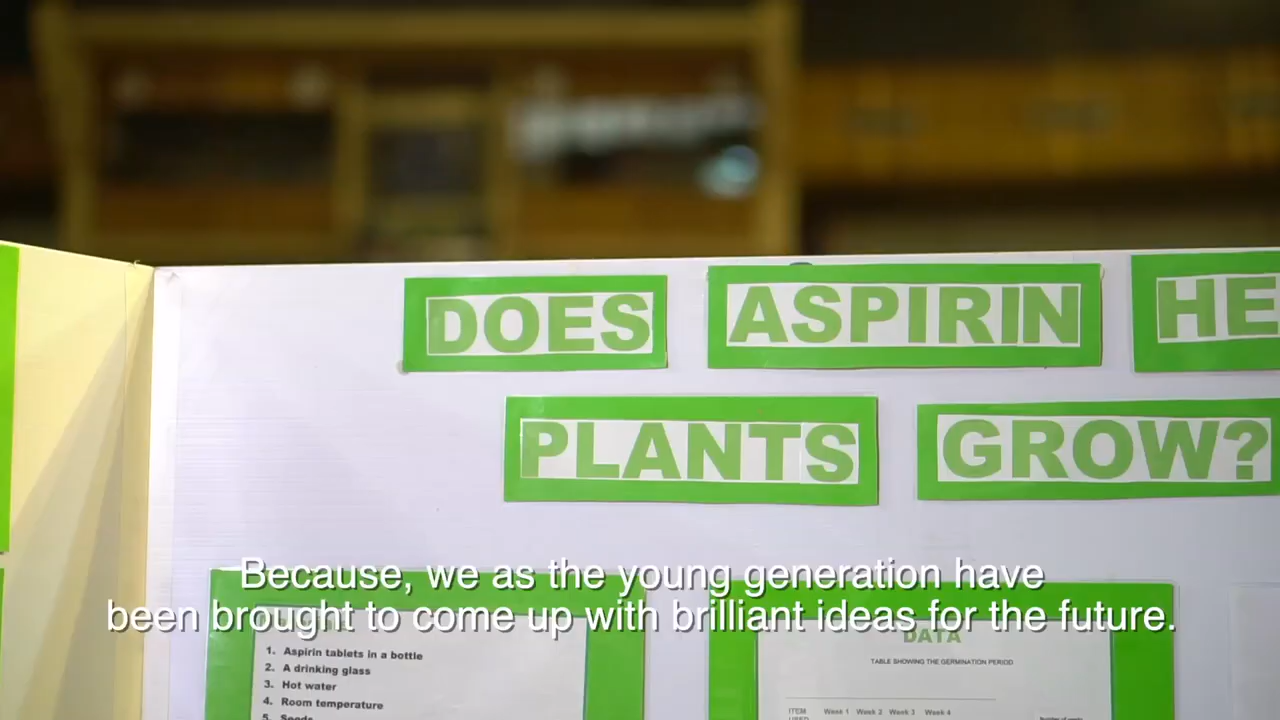 DOES ASPIRIN HE
PLANTS GROW?
Because, we as the young generation have
been brought to come up with brilliant ideas for the future.
1. Aspirin tablets in a bottle
2. A drinking glass
3. Hot water
4. Room temperature
5. Seeds
DATA
TABLE SHOWING THE GERMINATION PERIOD
ITEM Week 1 Week 2 Week 3 Week 4
USED